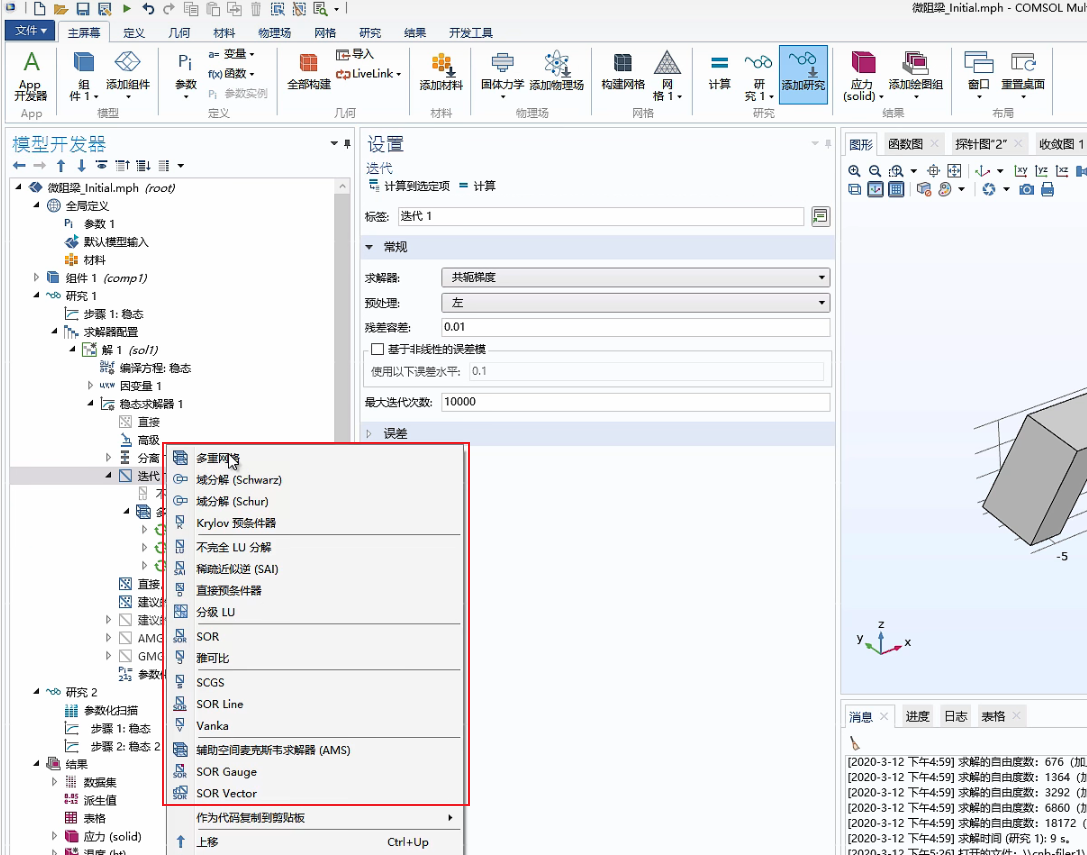 微阻梁_Initial.mph - COMSOL Mul
文件
主屏幕 定义 几何 材料 物理场 网格 研究 结果 开发工具
App
开发器
App
组
件 1
添加组件
模型
Pi
参数
a= 变量
f(x) 函数
Pi 参数实例
定义
全部构建
导入
LiveLink
几何
添加材料
材料
固体力学 添加物理场
物理场
构建网格
网
格 1
网格
计算
研
究 1
添加研究
研究
应力
(solid)
添加绘图组
结果
窗口
重置桌面
布局
模型开发器
微阻梁_Initial.mph (root)
全局定义
Pi 参数 1
默认模型输入
材料
组件 1 (comp1)
研究 1
步骤 1: 稳态
求解器配置
解 1 (sol1)
编译方程: 稳态
因变量 1
稳态求解器 1
直接
高级
分离
迭代
不
多
直接
建议的
建议的
AMG
GMG
参数化
研究 2
参数化扫描
步骤 1: 稳态
步骤 2: 稳态 2
结果
数据集
派生值
表格
应力 (solid)
温度 (ht)
多重网格
域分解 (Schwarz)
域分解 (Schur)
Krylov 预条件器
不完全 LU 分解
稀疏近似逆 (SAI)
直接预条件器
分级 LU
SOR
雅可比
SCGS
SOR Line
Vanka
辅助空间麦克斯韦求解器 (AMS)
SOR Gauge
SOR Vector
作为代码复制到剪贴板
上移 Ctrl+Up
设置
迭代
计算到选定项 = 计算
标签: 迭代 1
常规
求解器: 共轭梯度
预处理: 左
残差容差: 0.01
基于非线性的误差模
使用以下误差水平: 0.1
最大迭代次数: 10000
误差
图形 函数图 探针图“2” 收敛图 1
xy yz xz
-5
z
y
x
消息 进度 日志 表格
[2020-3-12 下午4:59] 求解的自由度数：676（加
[2020-3-12 下午4:59] 求解的自由度数：1364（加
[2020-3-12 下午4:59] 求解的自由度数：3292（加
[2020-3-12 下午4:59] 求解的自由度数：6860（加
[2020-3-12 下午4:59] 求解的自由度数：18172（
[2020-3-12 下午4:59] 求解时间 (研究 1): 9 s。
[2020-3-12 下午5:26] 打开的文件：\\cnh-filer1\